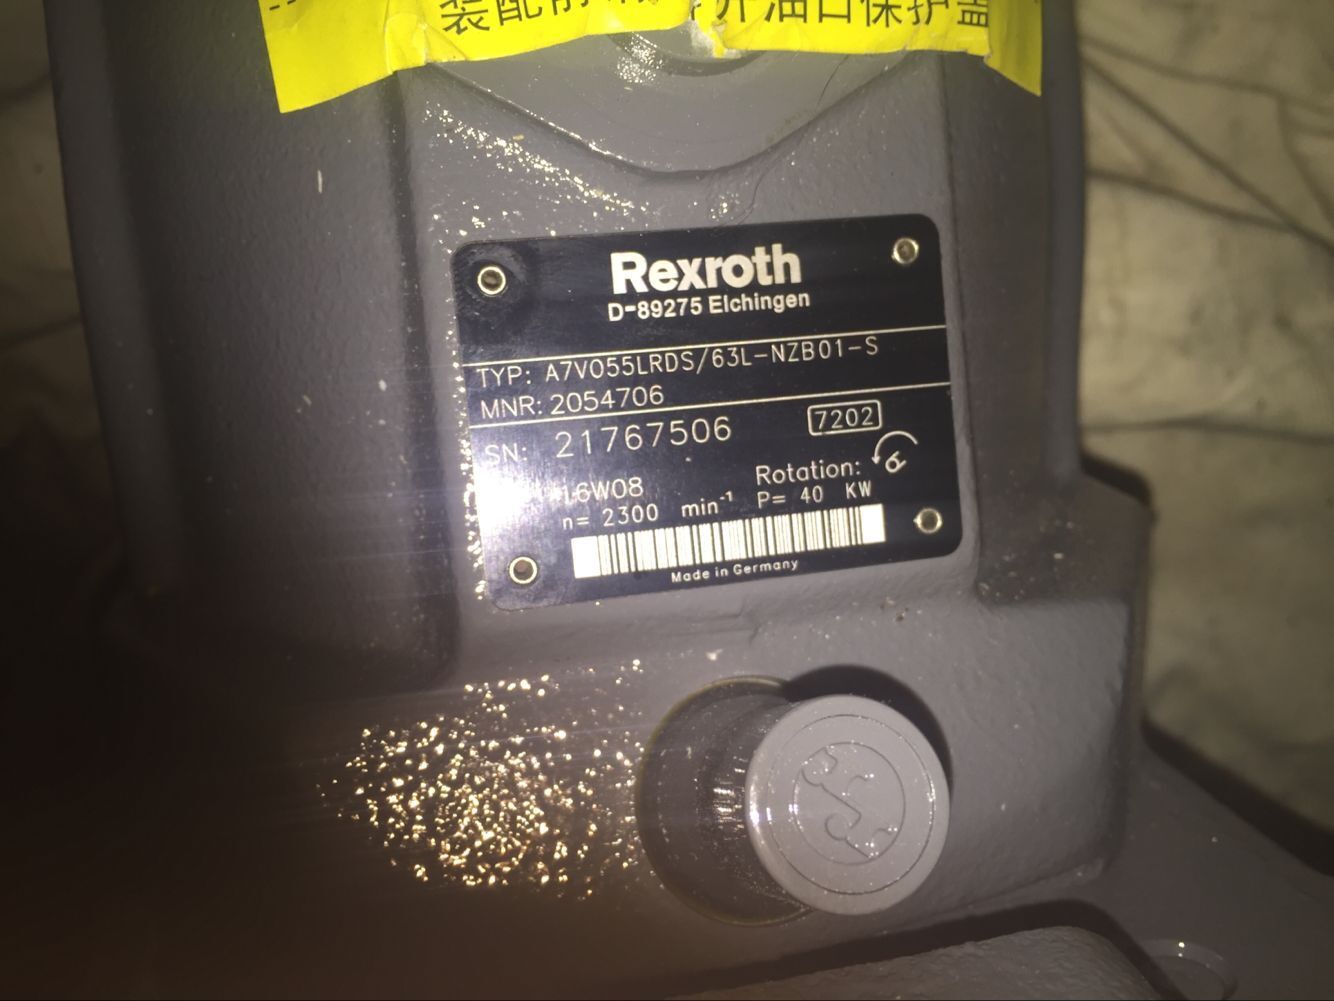 Rexroth
D-89275 Elchingen
TYP: A7VO55LRDS/63L-NZB01-S
MNR: 2054706
SN: 21767506 7202
16W08 Rotation:
n= 2300 min-1 P= 40 KW
Made in Germany